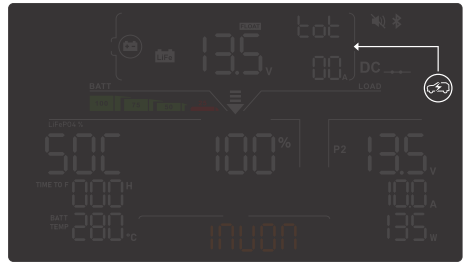 FLOAT
tot
LiFe 13.5V 00A DC
BATT LOAD
LiFePO4 %
SOC 100% P2 13.5V
TIME TO F 000H 10.0A
BATT TEMP 28.0°C 135W